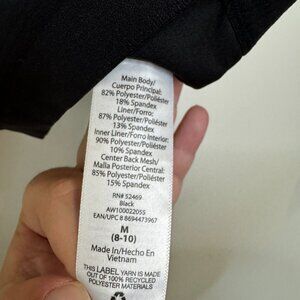 Main Body/
Cuerpo Principal:
82% Polyester/Poliéster
18% Spandex
Liner/Forro:
87% Polyester/Poliéster
13% Spandex
Inner Liner/Forro Interior:
90% Polyester/Poliéster
10% Spandex
Center Back Mesh/
Malla Posterior Central:
85% Polyester/Poliéster
15% Spandex
RN# 52469
Black
AW100022055
EAN/UPC 8 8694473967
M
(8-10)
Made In/Hecho En
Vietnam
THIS LABEL YARN IS MADE
OUT OF 100% RECYCLED
POLYESTER MATERIALS